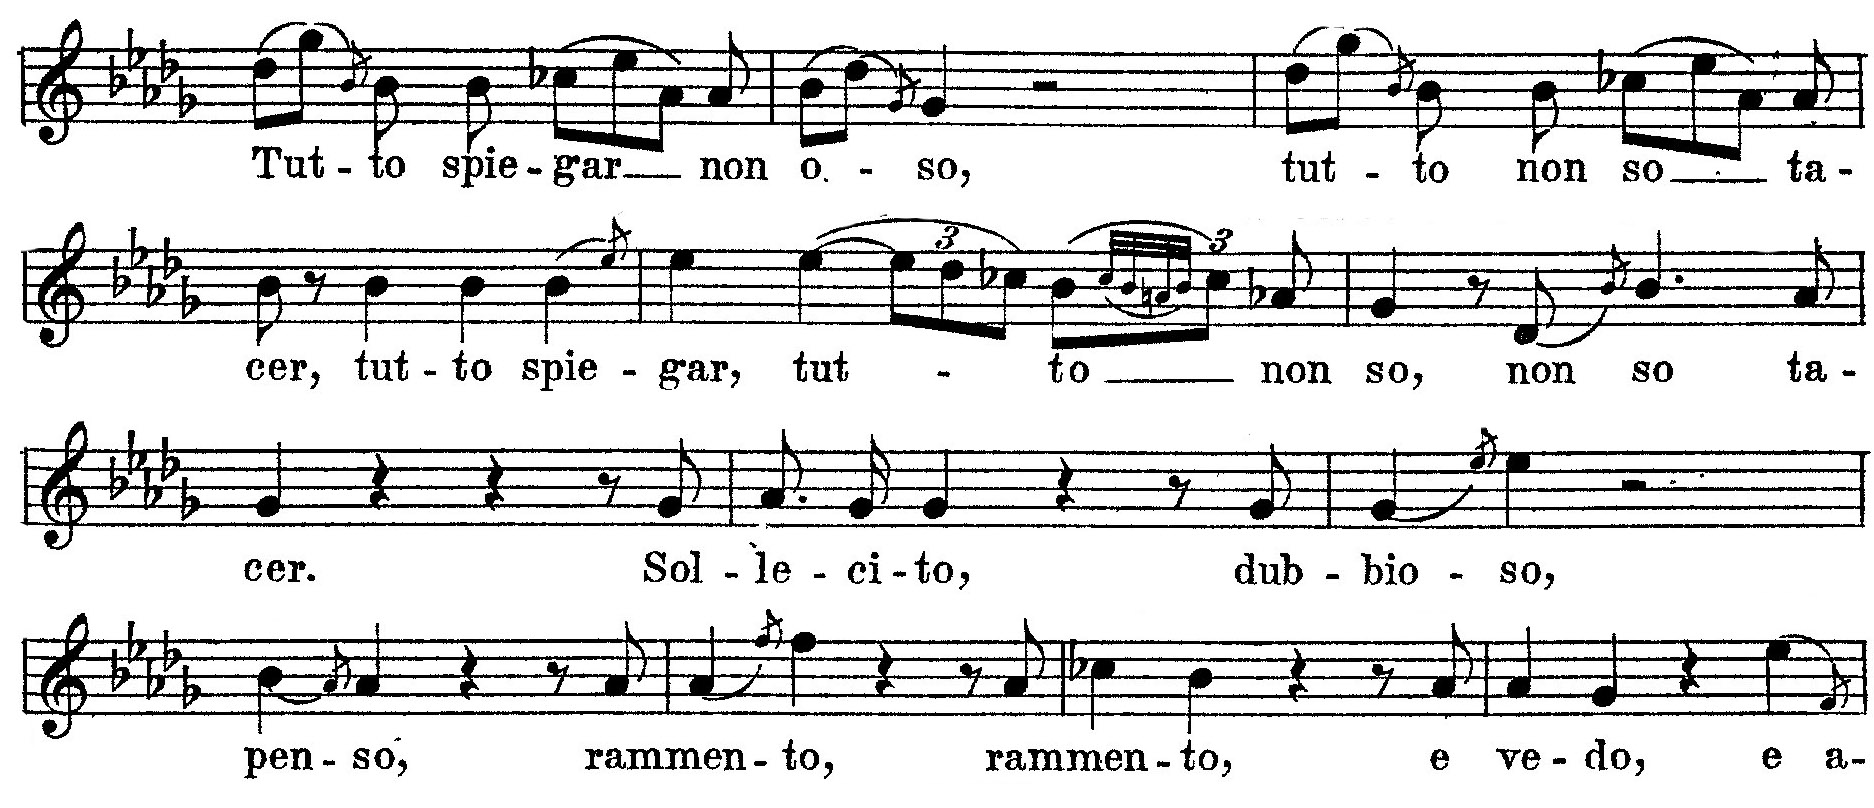 Tut - to spie - gar non o - so, tut - to non so ta -
3 3
cer, tut - to spie - gar, tut - to non so, non so ta -
cer. Sol - le - ci - to, dub - bio - so,
pen - so, rammen - to, rammen - to, e ve - do, e a -